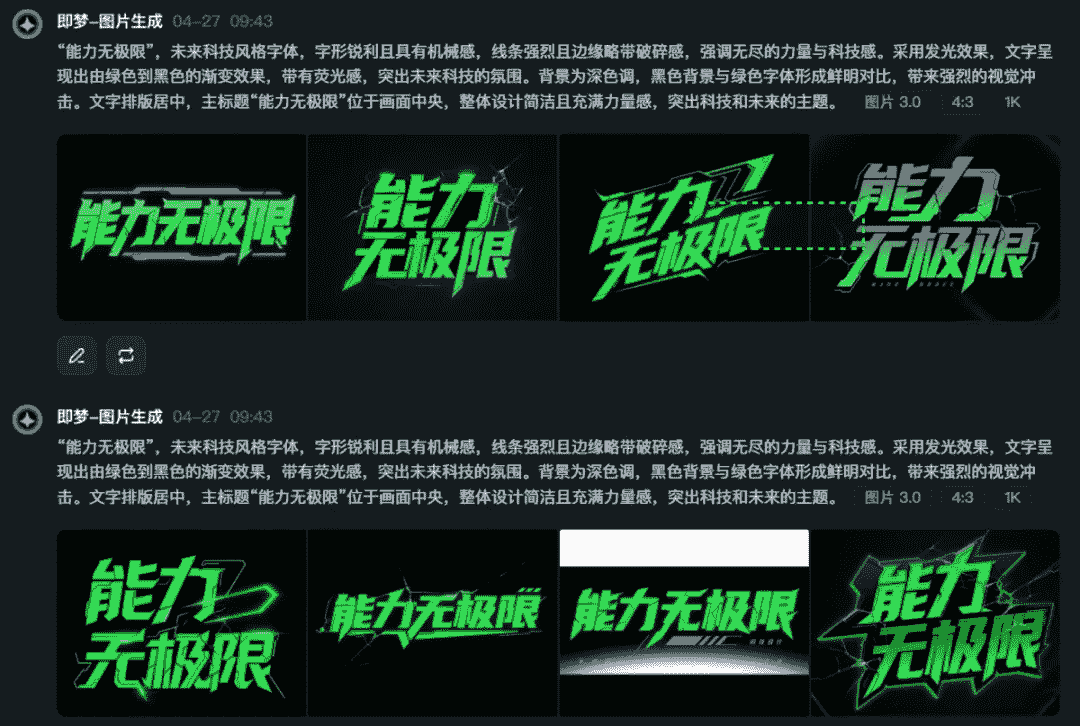 即梦-图片生成 04-27 09:43
“能力无极限”，未来科技风格字体，字形锐利且具有机械感，线条强烈且边缘略带破碎感，强调无尽的力量与科技感。采用发光效果，文字呈
现出由绿色到黑色的渐变效果，带有荧光感，突出未来科技的氛围。背景为深色调，黑色背景与绿色字体形成鲜明对比，带来强烈的视觉冲
击。文字排版居中，主标题“能力无极限”位于画面中央，整体设计简洁且充满力量感，突出科技和未来的主题。 图片 3.0 4:3 1K
能力无极限
能力
无极限
能力
无极限
能力
无极限
即梦-图片生成 04-27 09:43
“能力无极限”，未来科技风格字体，字形锐利且具有机械感，线条强烈且边缘略带破碎感，强调无尽的力量与科技感。采用发光效果，文字呈
现出由绿色到黑色的渐变效果，带有荧光感，突出未来科技的氛围。背景为深色调，黑色背景与绿色字体形成鲜明对比，带来强烈的视觉冲
击。文字排版居中，主标题“能力无极限”位于画面中央，整体设计简洁且充满力量感，突出科技和未来的主题。 图片 3.0 4:3 1K
能力
无极限
能力无极限
能力无极限
能力
无极限